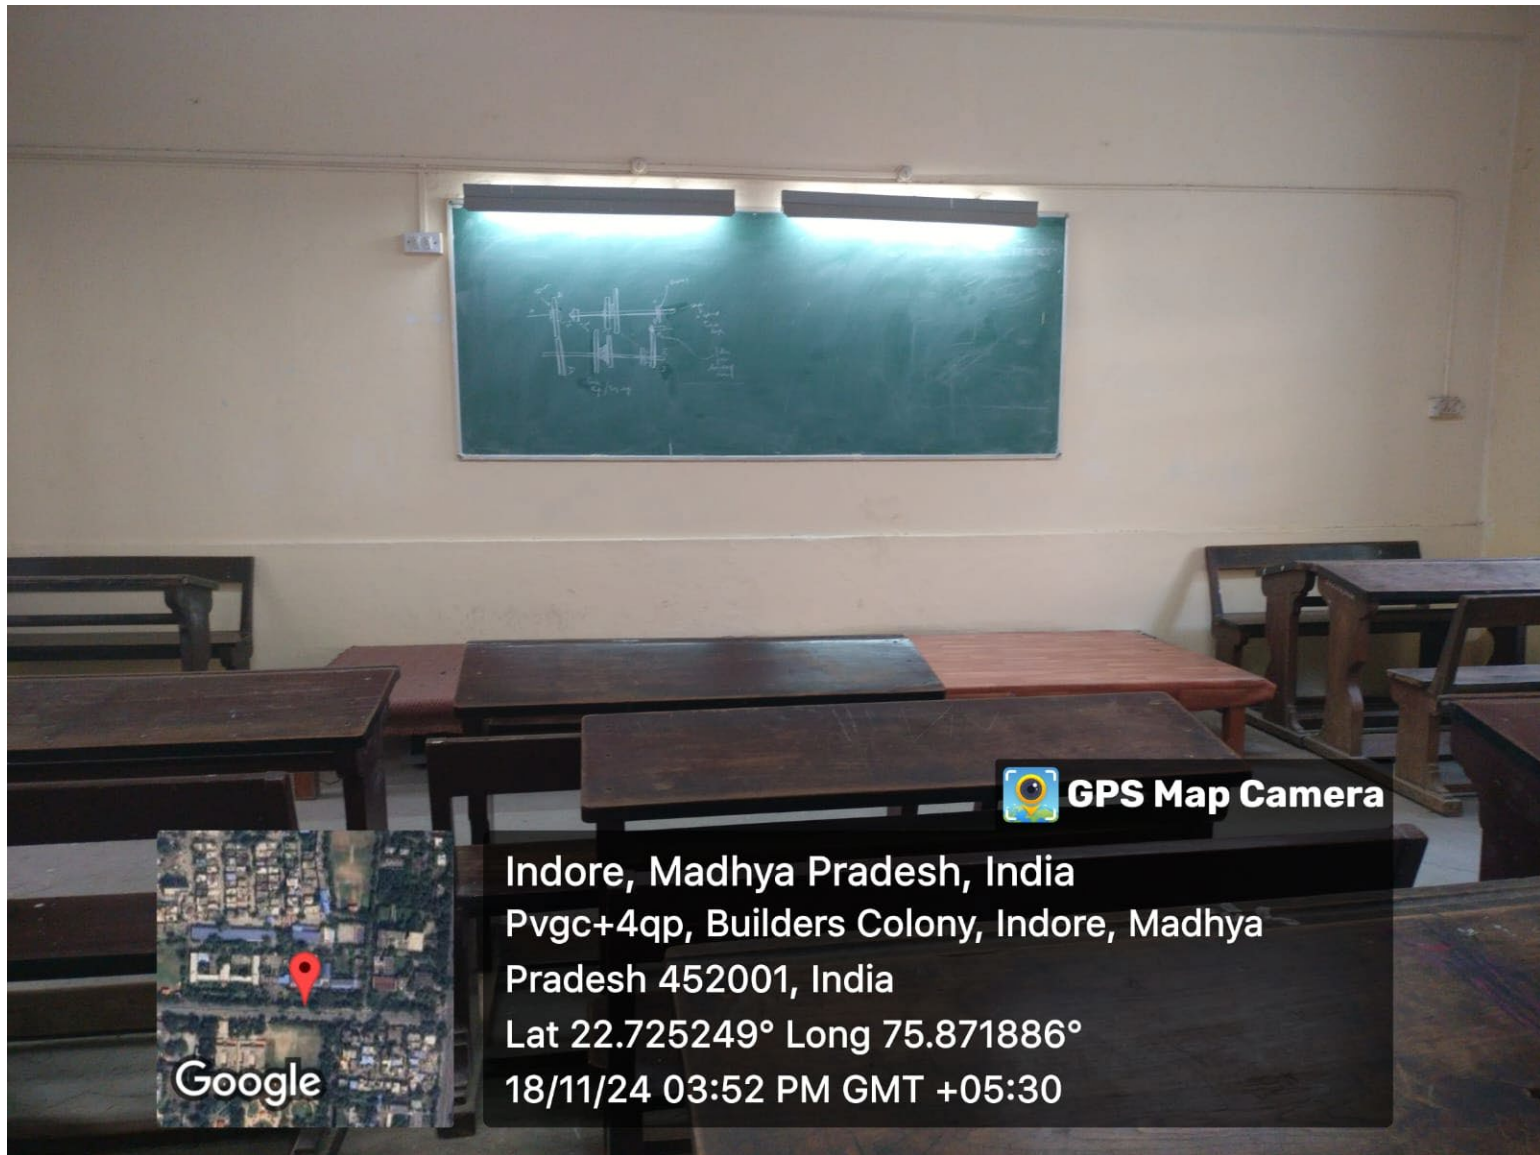 GPS Map Camera
Indore, Madhya Pradesh, India
Pvgc+4qp, Builders Colony, Indore, Madhya
Pradesh 452001, India
Lat 22.725249° Long 75.871886°
18/11/24 03:52 PM GMT +05:30
Google